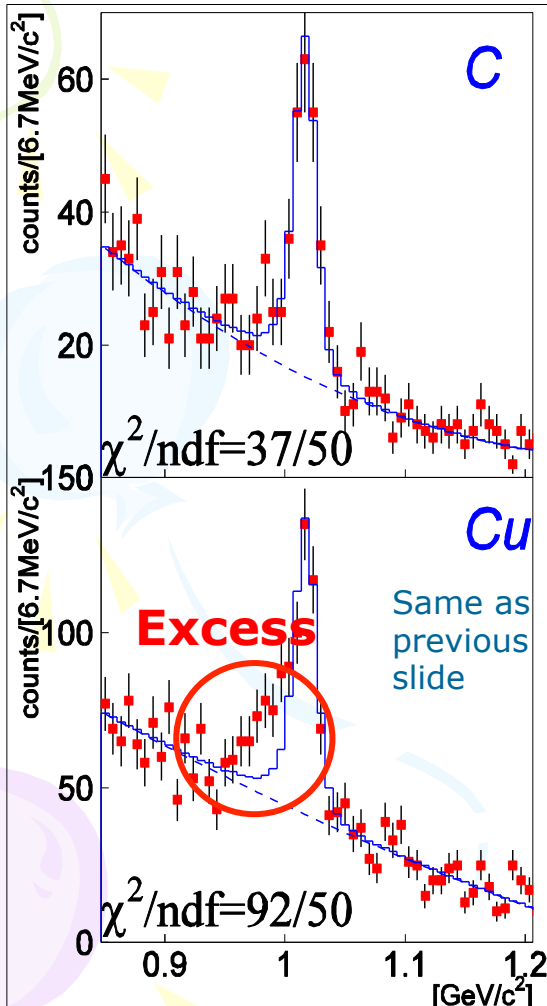 counts/[6.7MeV/c²]
60
40
20
C
χ²/ndf=37/50
counts/[6.7MeV/c²]
150
100
50
0
Cu
Excess
Same as
previous
slide
χ²/ndf=92/50
0.9
1
1.1
1.2
[GeV/c²]